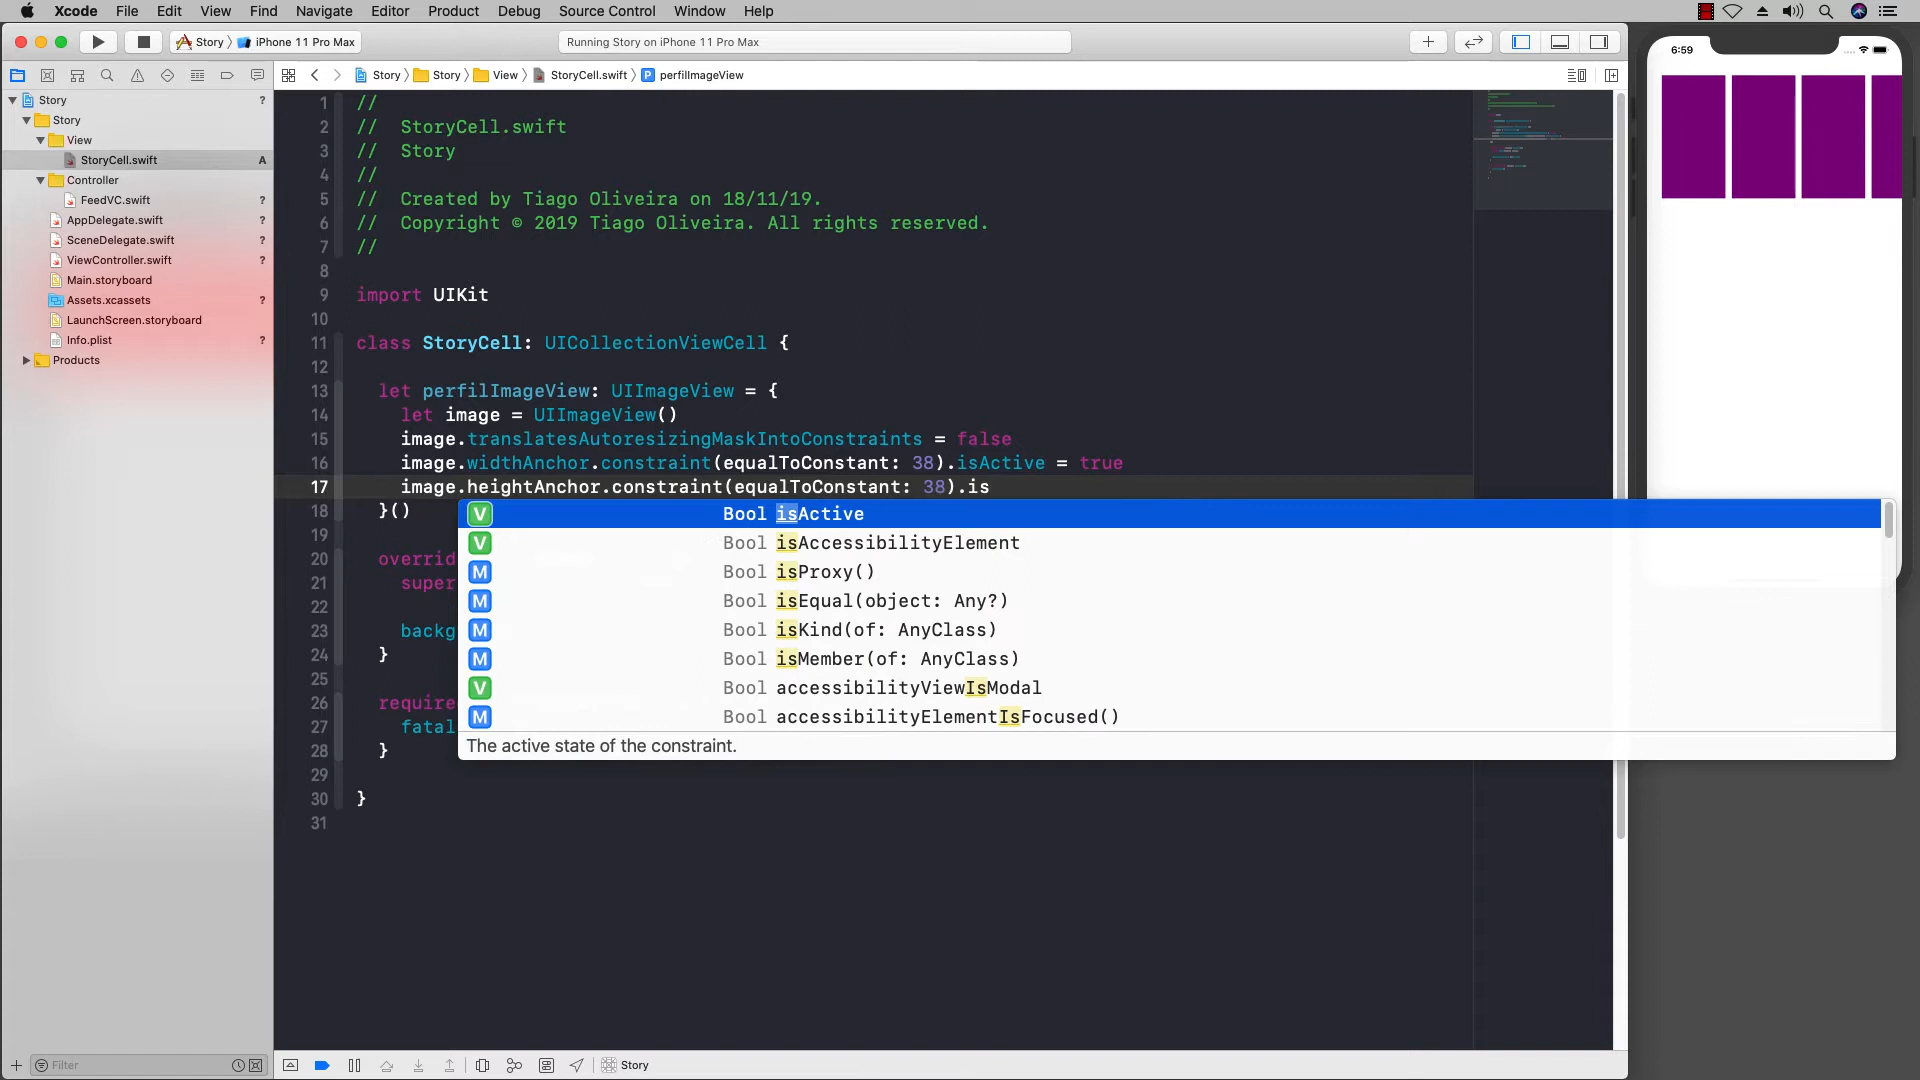 Xcode File Edit View Find Navigate Editor Product Debug Source Control Window Help
Story iPhone 11 Pro Max
Running Story on iPhone 11 Pro Max
6:59
Story Story View StoryCell.swift P perfilImageView
Story ?
Story
View
StoryCell.swift A
Controller
FeedVC.swift ?
AppDelegate.swift ?
SceneDelegate.swift ?
ViewController.swift ?
Main.storyboard
Assets.xcassets ?
LaunchScreen.storyboard
Info.plist ?
Products
1 //
2 // StoryCell.swift
3 // Story
4 //
5 // Created by Tiago Oliveira on 18/11/19.
6 // Copyright © 2019 Tiago Oliveira. All rights reserved.
7 //
8
9 import UIKit
10
11 class StoryCell: UICollectionViewCell {
12
13 let perfilImageView: UIImageView = {
14 let image = UIImageView()
15 image.translatesAutoresizingMaskIntoConstraints = false
16 image.widthAnchor.constraint(equalToConstant: 38).isActive = true
17 image.heightAnchor.constraint(equalToConstant: 38).is
18 }()
19
20 overrid
21 super
22
23 backg
24 }
25
26 require
27 fatal
28 }
29
30 }
31
V Bool isActive
V Bool isAccessibilityElement
M Bool isProxy()
M Bool isEqual(object: Any?)
M Bool isKind(of: AnyClass)
M Bool isMember(of: AnyClass)
V Bool accessibilityViewIsModal
M Bool accessibilityElementIsFocused()
The active state of the constraint.
Filter
Story